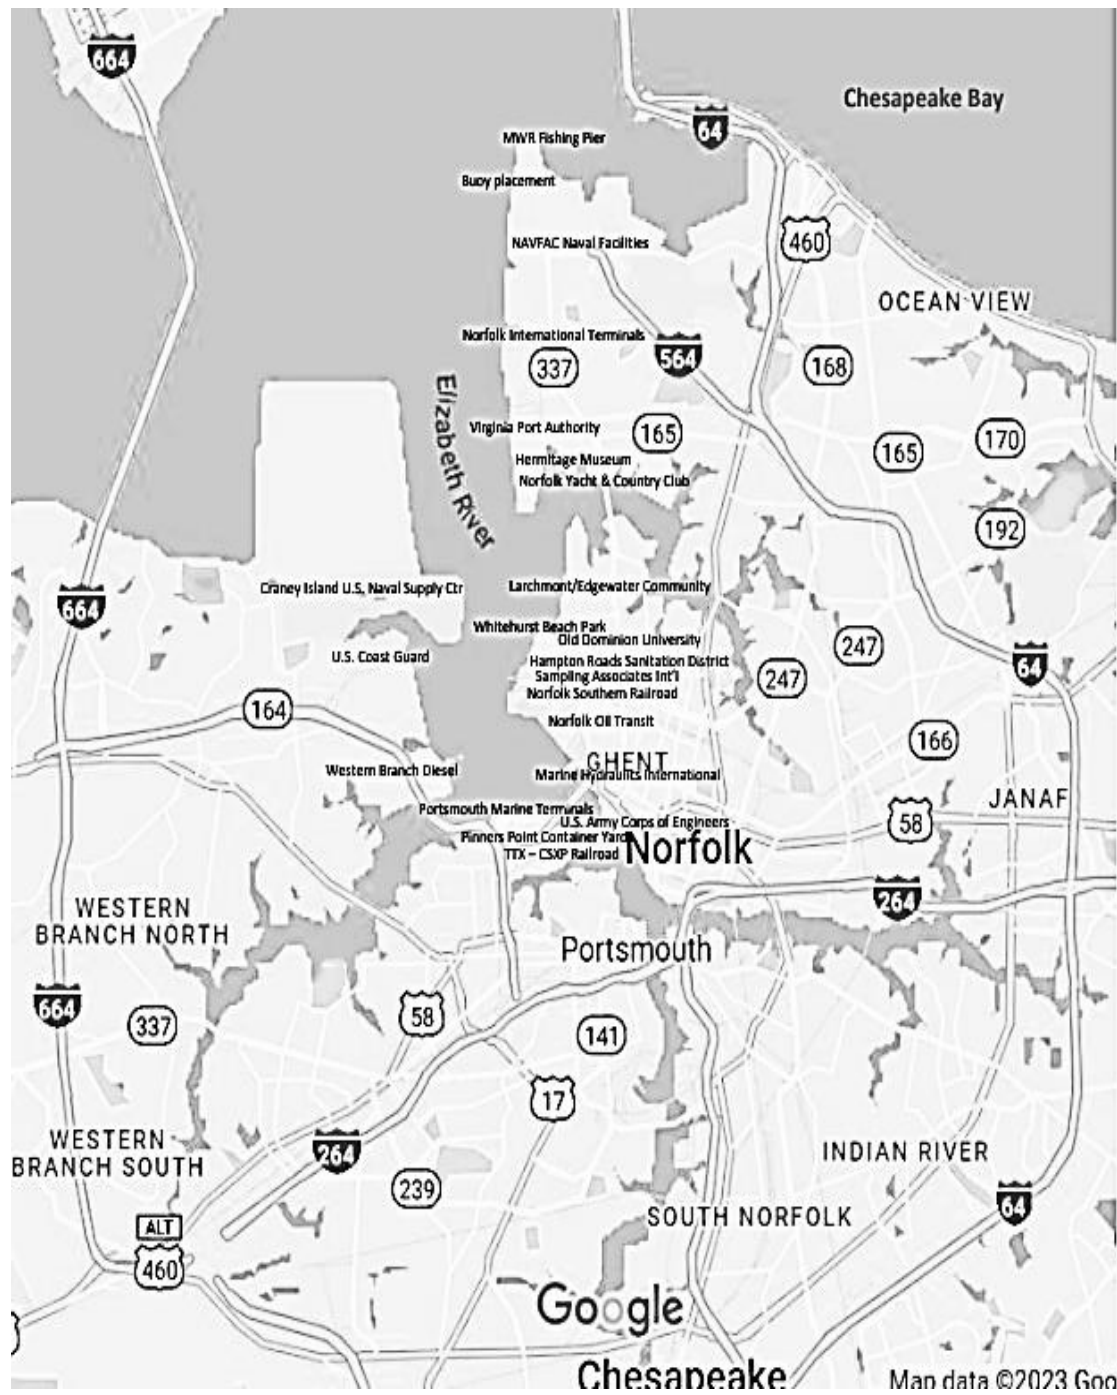 664
Chesapeake Bay
64
MWR Fishing Pier
Buoy placement
NAVFAC Naval Facilities
460
OCEAN VIEW
Norfolk International Terminals
564
337
168
Elizabeth River
Virginia Port Authority
165
165
170
Hermitage Museum
Norfolk Yacht & Country Club
192
Craney Island U.S. Naval Supply Ctr
Larchmont/Edgewater Community
664
Whitehurst Beach Park
Old Dominion University
247
U.S. Coast Guard
Hampton Roads Sanitation District
64
Sampling Associates Int'l
247
Norfolk Southern Railroad
164
Norfolk Oil Transit
166
GHENT
Western Branch Diesel
Marine Hydraulics International
JANAF
Portsmouth Marine Terminals
U.S. Army Corps of Engineers
58
Pinners Point Container Yard
Norfolk
TTX – CSXP Railroad
264
WESTERN
BRANCH NORTH
Portsmouth
664
58
337
141
17
WESTERN
BRANCH SOUTH
264
INDIAN RIVER
239
64
SOUTH NORFOLK
ALT
460
Google
Chesapeake
Map data ©2023 Goo